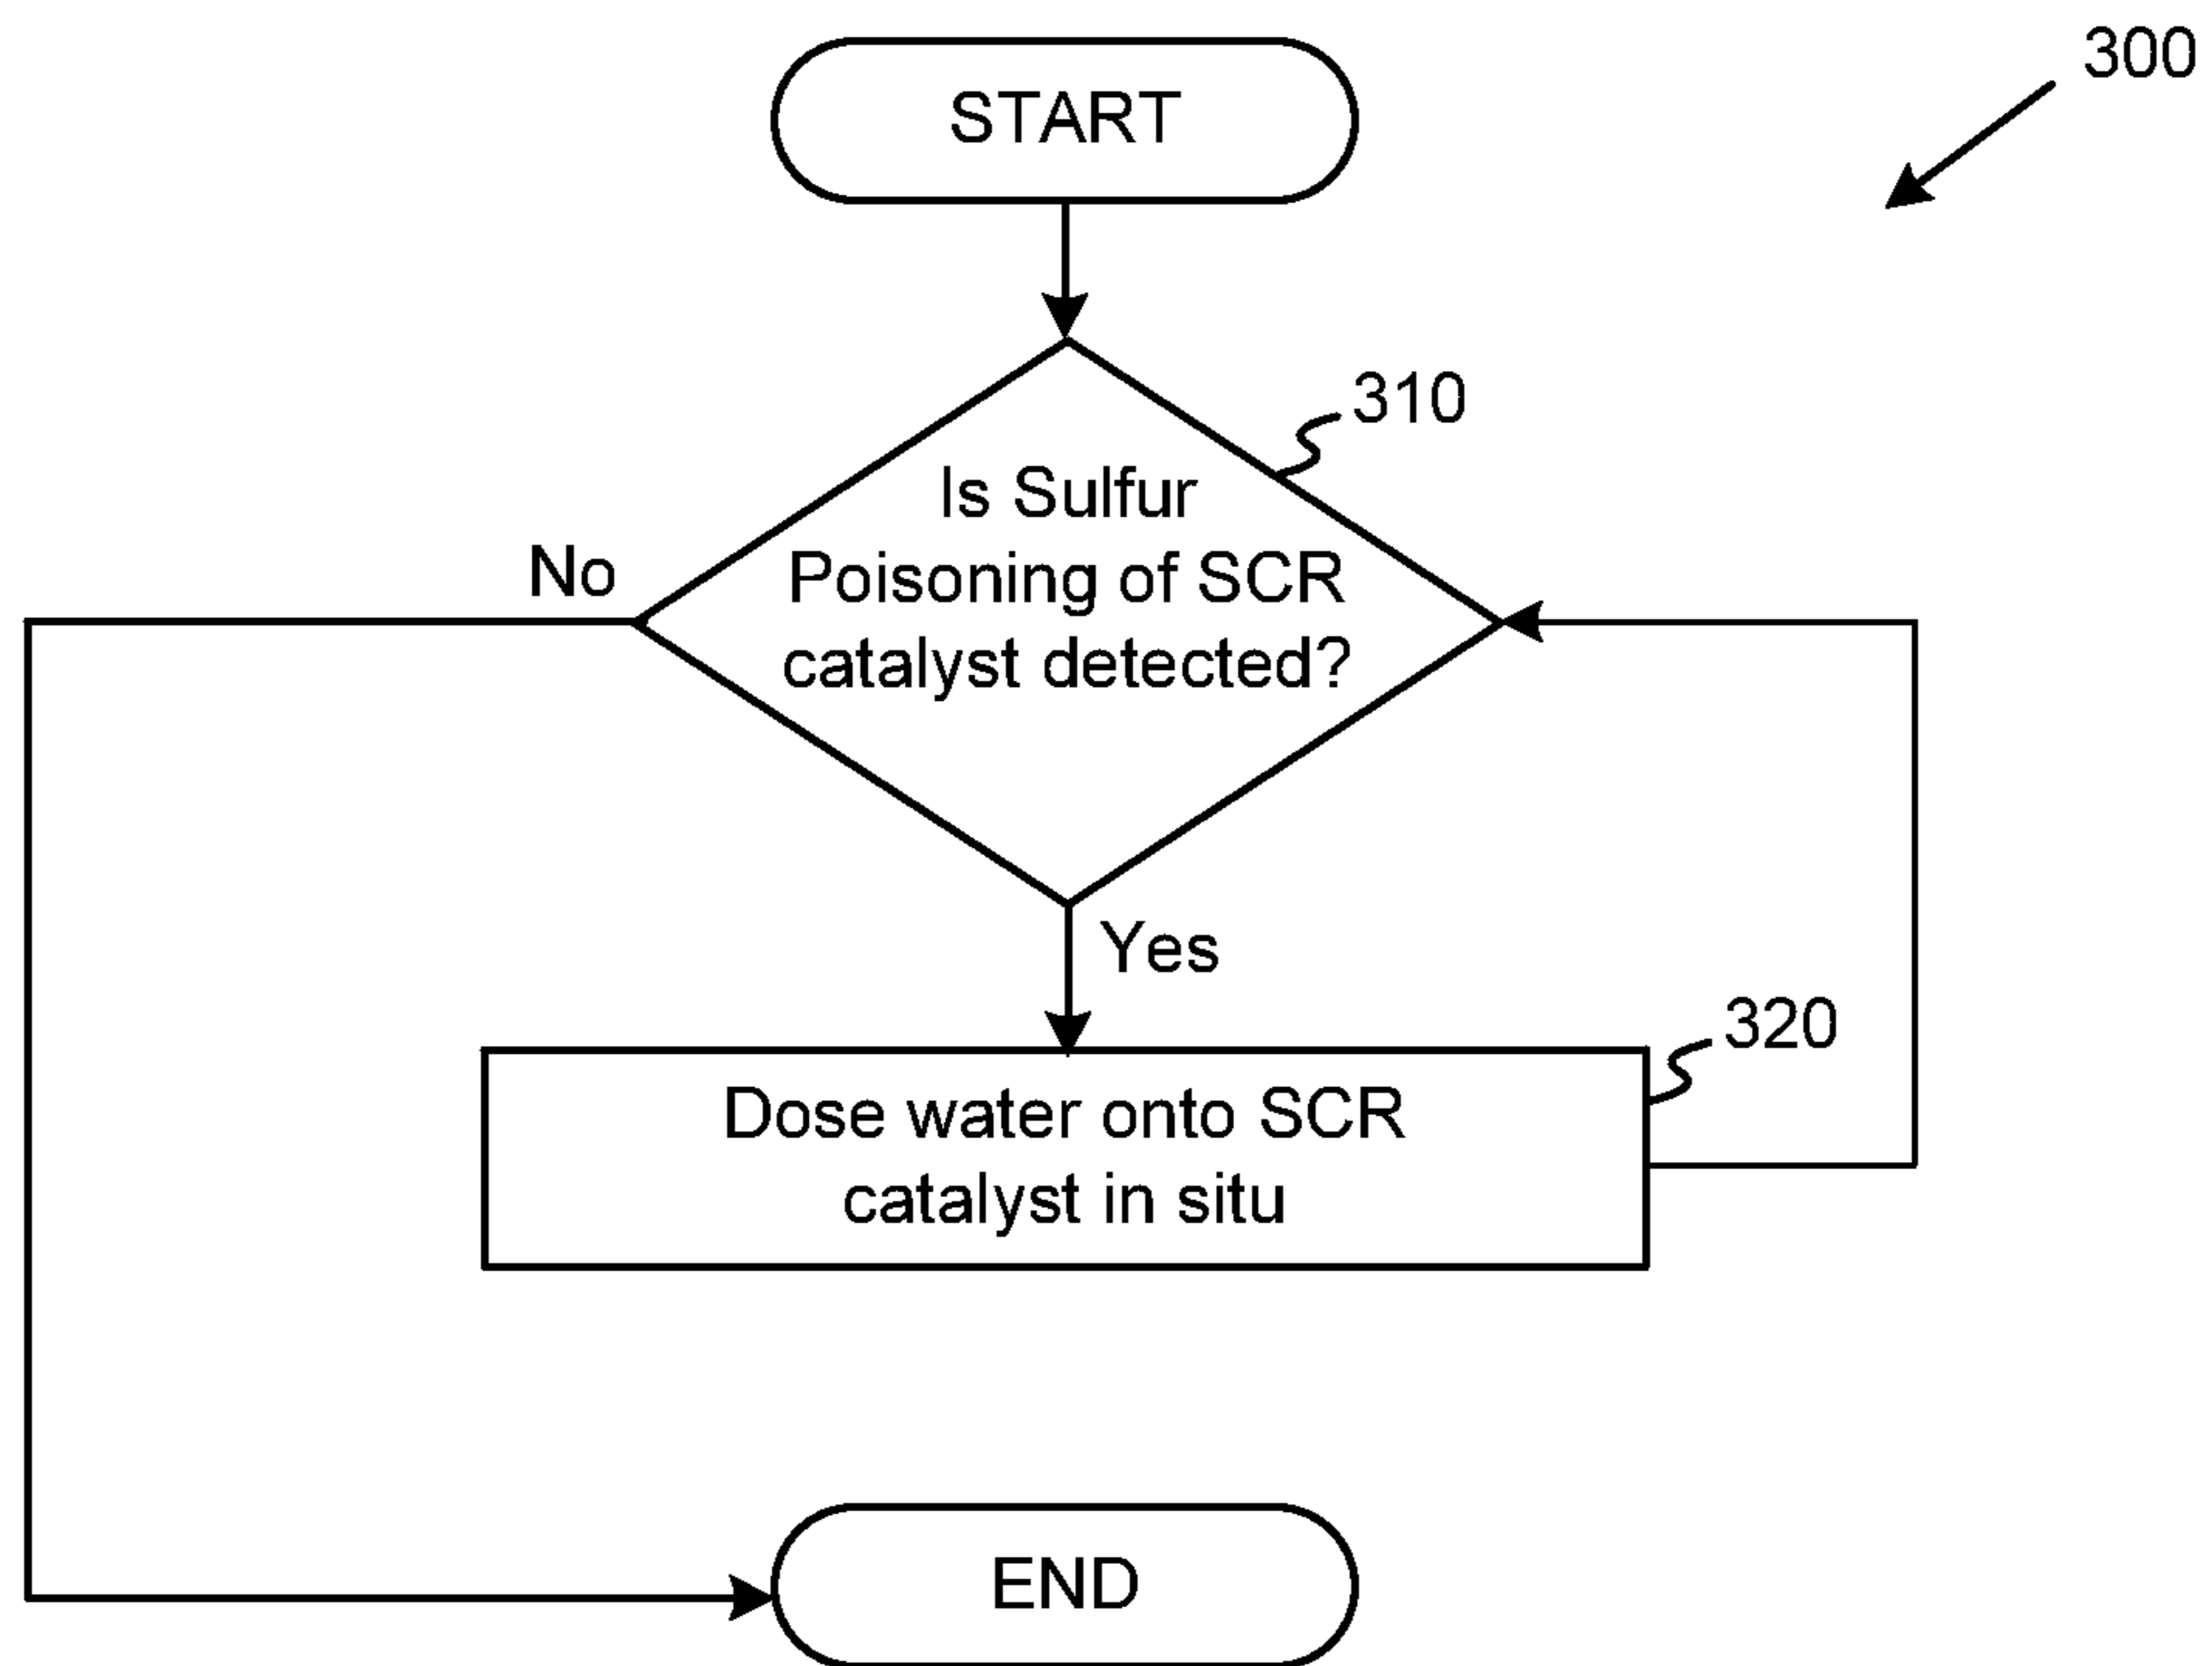 300
START
310
Is Sulfur
Poisoning of SCR
catalyst detected?
No
Yes
320
Dose water onto SCR
catalyst in situ
END